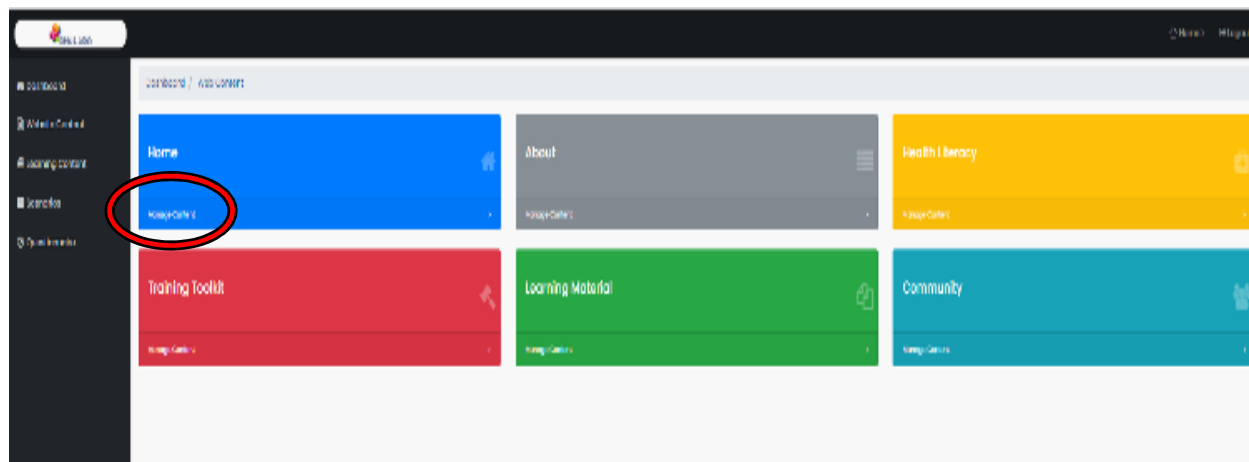 Home
Dashboard
Dashboard / Web Content
Website Content
Learning Content
Scenarios
Home
Manage Content
About
Manage Content
Health Literacy
Manage Content
Training Toolkit
Manage Content
Learning Material
Manage Content
Community
Manage Content